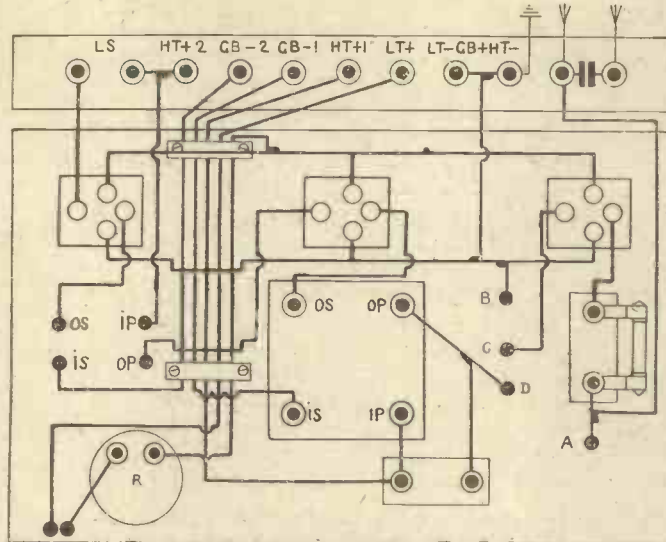 LS HT+2 GB-2 GB-1 HT+1 LT+ LT- GB+ HT-
OS IP OS OP B
iS OP C
D
iS IP
R A